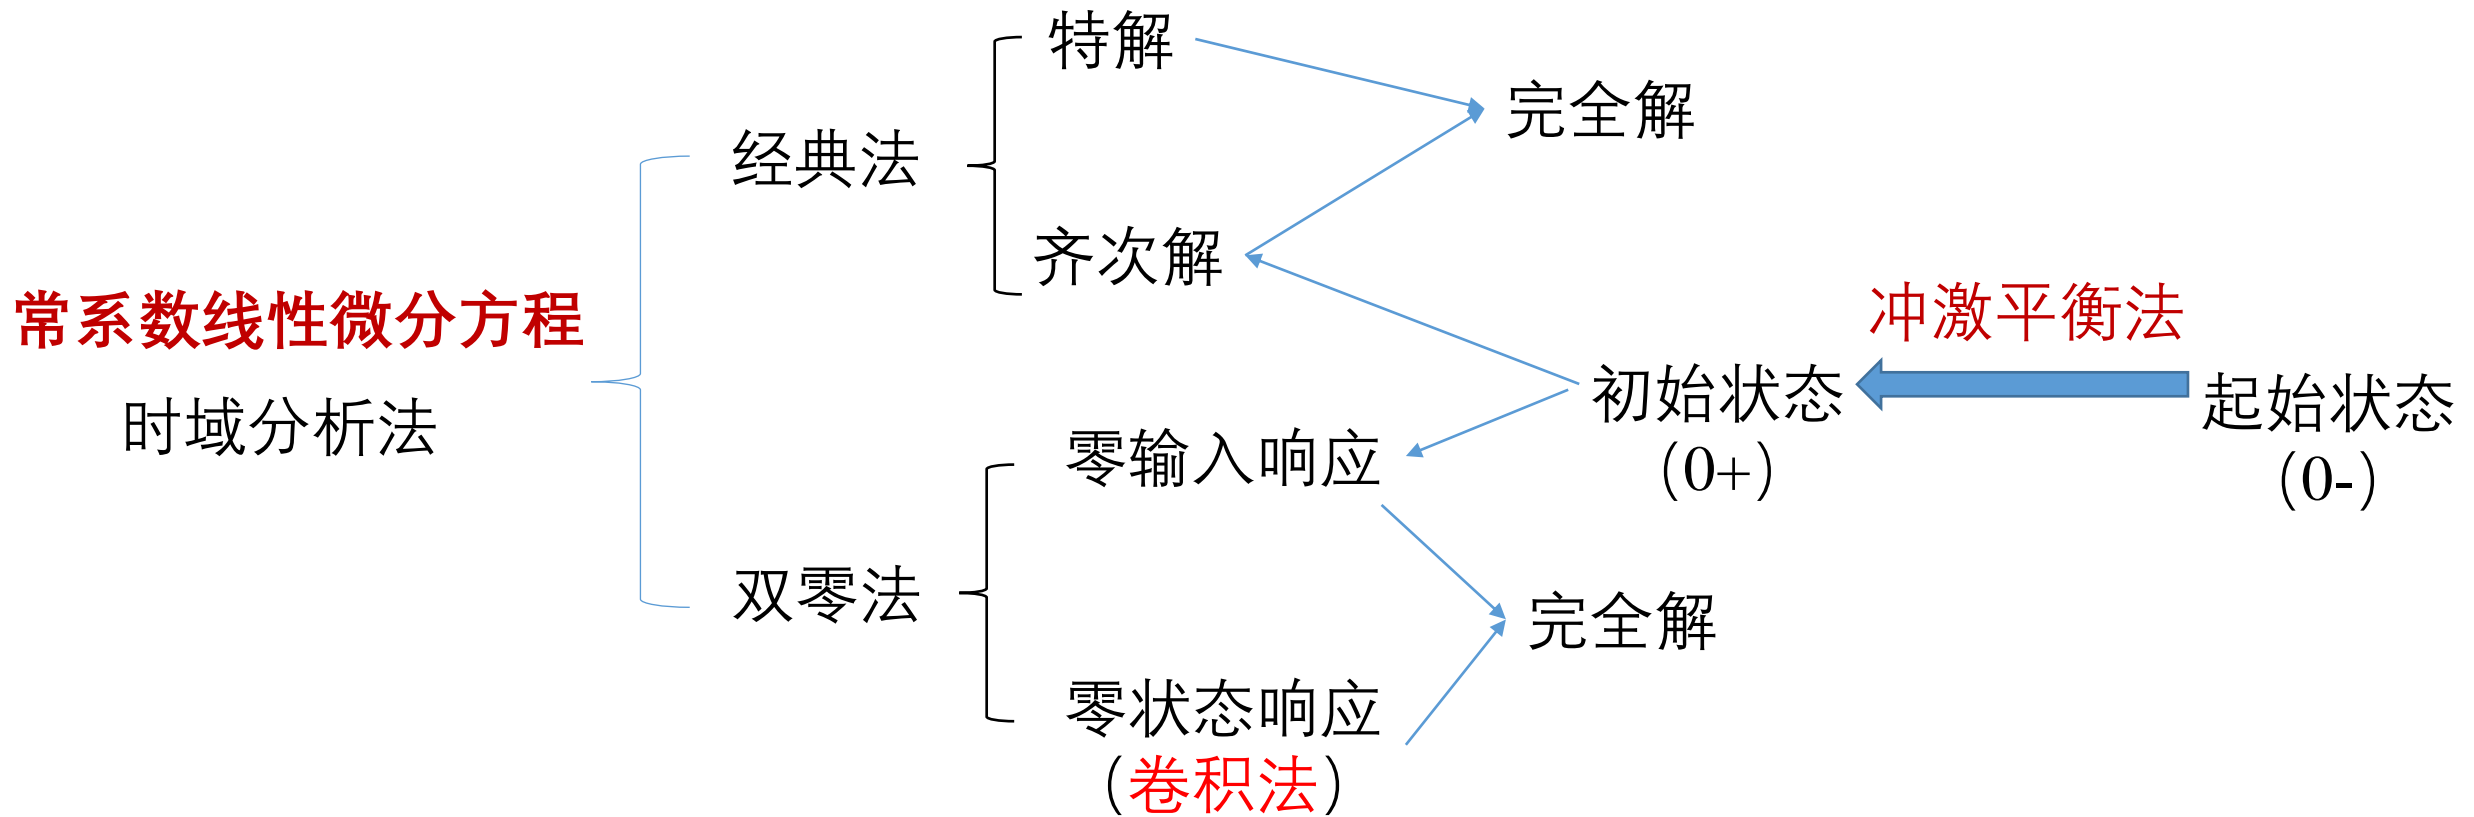 特解
完全解
经典法
齐次解
常系数线性微分方程
时域分析法
冲激平衡法
初始状态
(0+)
起始状态
(0-)
零输入响应
双零法
完全解
零状态响应
(卷积法)